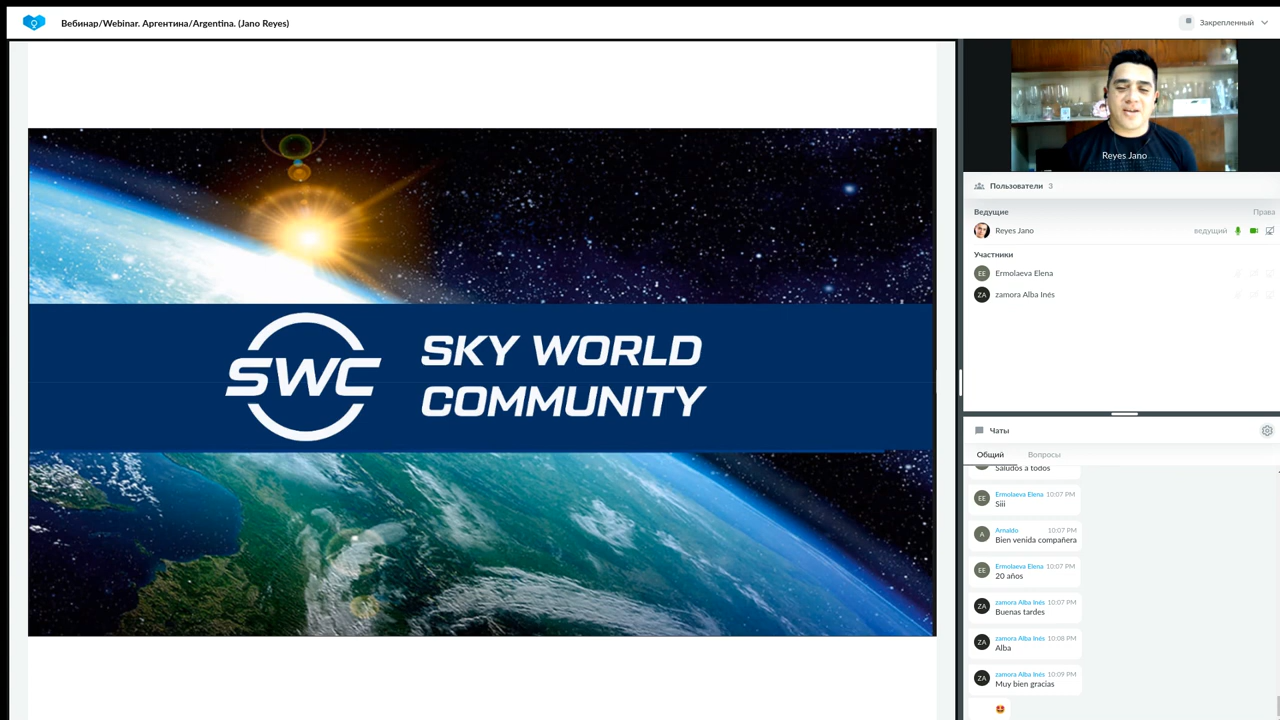 Вебинар/Webinar. Аргентина/Argentina. (Jano Reyes)
Закрепленный
SWC
SKY WORLD
COMMUNITY
Reyes Jano
Пользователи 3
Ведущие Права
Reyes Jano ведущий
Участники
EE Ermolaeva Elena
ZA zamora Alba Inés
Чаты
Общий Вопросы
Saludos a todos
EE Ermolaeva Elena 10:07 PM
Siii
A Arnaldo 10:07 PM
Bien venida compañera
EE Ermolaeva Elena 10:07 PM
20 años
ZA zamora Alba Inés 10:07 PM
Buenas tardes
ZA zamora Alba Inés 10:08 PM
Alba
ZA zamora Alba Inés 10:09 PM
Muy bien gracias